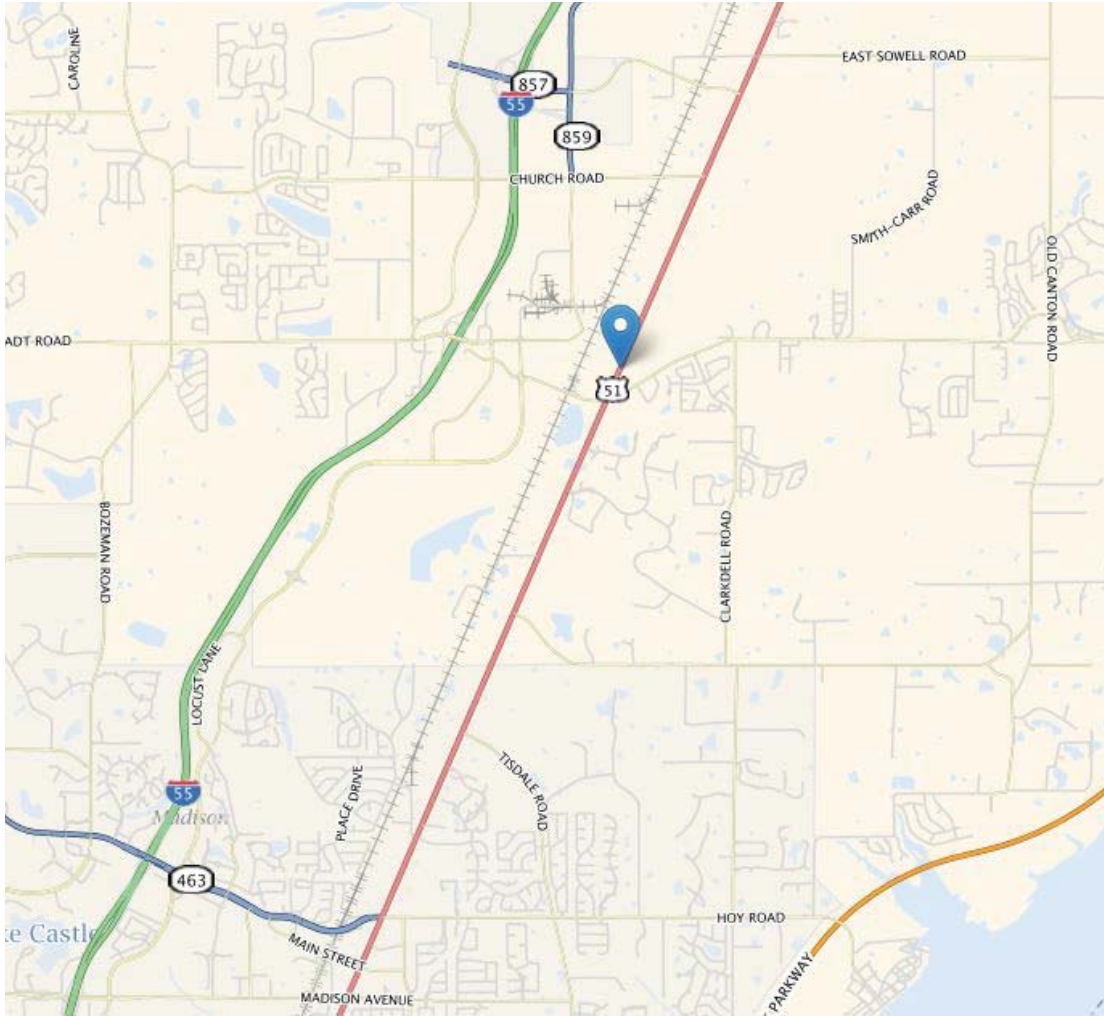 CAROLINE
EAST SOWELL ROAD
857
55
859
CHURCH ROAD
SMITH-CARR ROAD
OLD CANTON ROAD
ADT ROAD
51
BOZEMAN ROAD
CLARKDELL ROAD
LOCUST LANE
TISDALE ROAD
PLACE DRIVE
55
Madison
463
HOY ROAD
ke Castle
MAIN STREET
PARKWAY
MADISON AVENUE